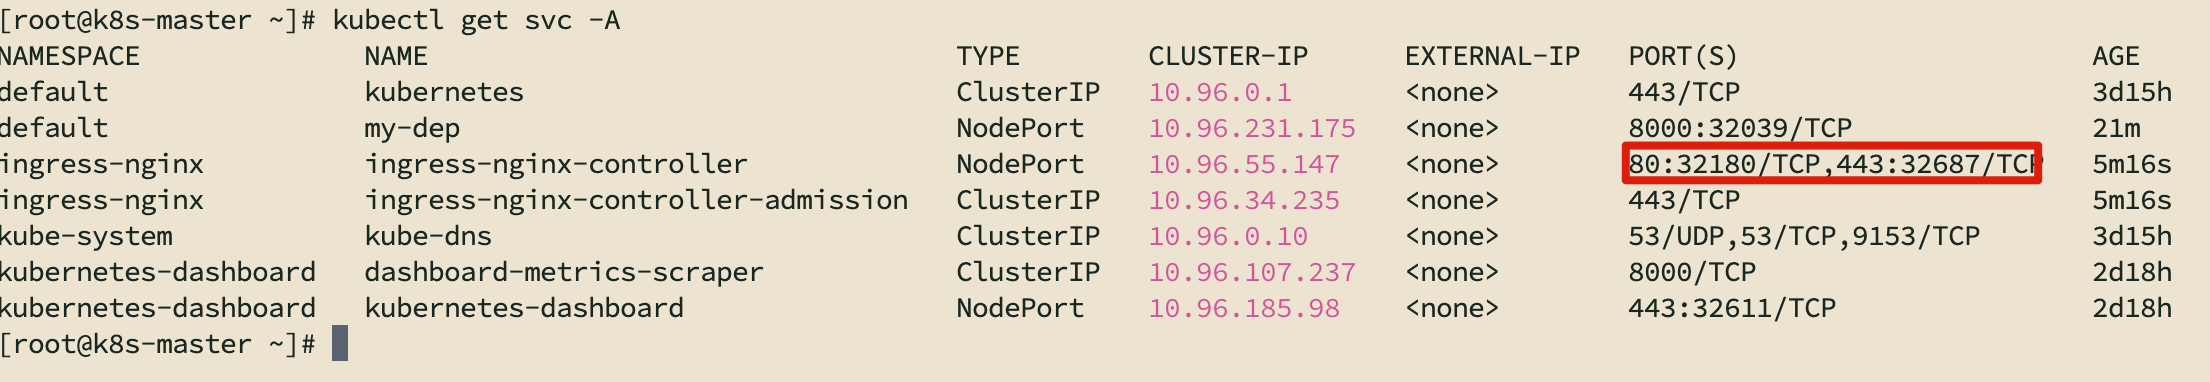 [root@k8s-master ~]# kubectl get svc -A
NAMESPACE NAME TYPE CLUSTER-IP EXTERNAL-IP PORT(S) AGE
default kubernetes ClusterIP 10.96.0.1 <none> 443/TCP 3d15h
default my-dep NodePort 10.96.231.175 <none> 8000:32039/TCP 21m
ingress-nginx ingress-nginx-controller NodePort 10.96.55.147 <none> 80:32180/TCP,443:32687/TCP 5m16s
ingress-nginx ingress-nginx-controller-admission ClusterIP 10.96.34.235 <none> 443/TCP 5m16s
kube-system kube-dns ClusterIP 10.96.0.10 <none> 53/UDP,53/TCP,9153/TCP 3d15h
kubernetes-dashboard dashboard-metrics-scraper ClusterIP 10.96.107.237 <none> 8000/TCP 2d18h
kubernetes-dashboard kubernetes-dashboard NodePort 10.96.185.98 <none> 443:32611/TCP 2d18h
[root@k8s-master ~]#